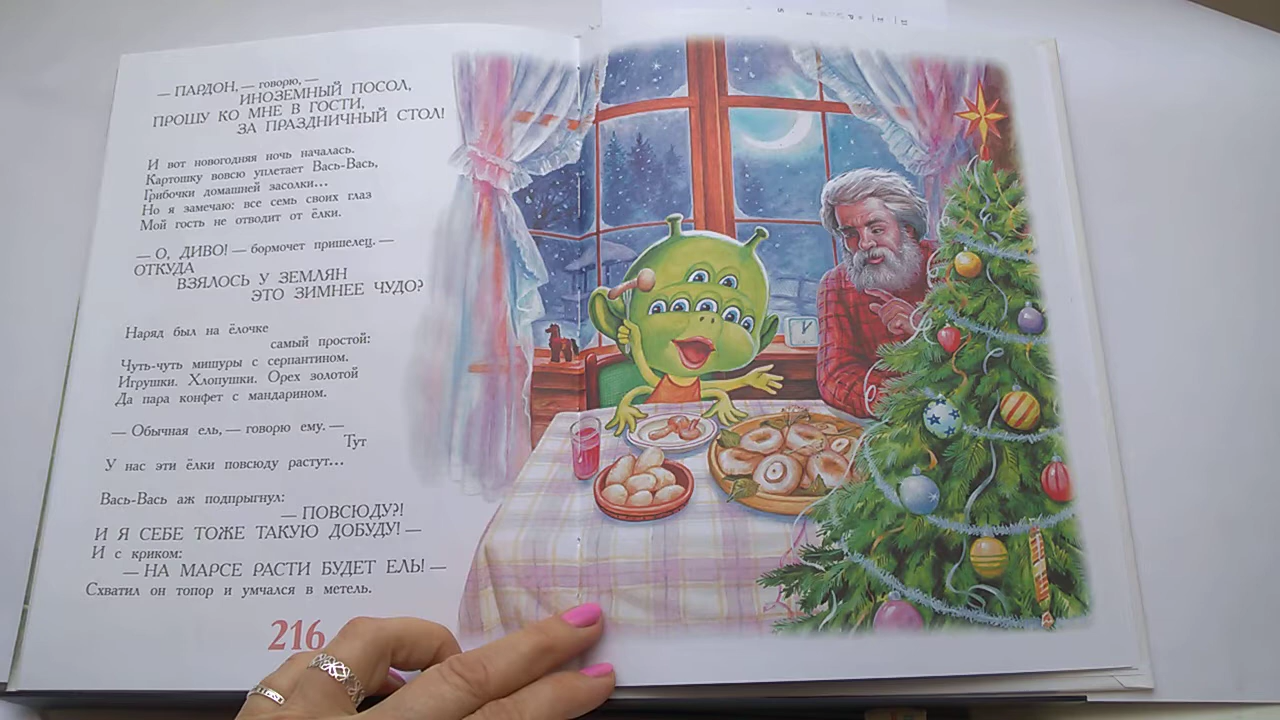 — ПАРДОН, — говорю, —
ИНОЗЕМНЫЙ ПОСОЛ,
ПРОШУ КО МНЕ В ГОСТИ,
ЗА ПРАЗДНИЧНЫЙ СТОЛ!
И вот новогодняя ночь началась.
Картошку вовсю уплетает Вась-Вась,
Грибочки домашней засолки...
Но я замечаю: все семь своих глаз
Мой гость не отводит от ёлки.
— О, ДИВО! — бормочет пришелец. —
ОТКУДА
ВЗЯЛОСЬ У ЗЕМЛЯН
ЭТО ЗИМНЕЕ ЧУДО?
Наряд был на ёлочке
самый простой:
Чуть-чуть мишуры с серпантином.
Игрушки. Хлопушки. Орех золотой
Да пара конфет с мандарином.
— Обычная ель, — говорю ему. —
Тут
У нас эти ёлки повсюду растут...
Вась-Вась аж подпрыгнул:
— ПОВСЮДУ?!
И Я СЕБЕ ТОЖЕ ТАКУЮ ДОБУДУ! —
И с криком:
— НА МАРСЕ РАСТИ БУДЕТ ЕЛЬ! —
Схватил он топор и умчался в метель.
216